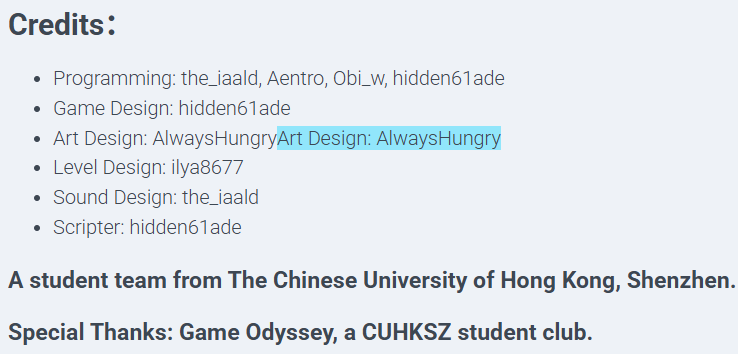 Credits：
• Programming: the_iaald, Aentro, Obi_w, hidden61ade
• Game Design: hidden61ade
• Art Design: AlwaysHungryArt Design: AlwaysHungry
• Level Design: ilya8677
• Sound Design: the_iaald
• Scripter: hidden61ade
A student team from The Chinese University of Hong Kong, Shenzhen.
Special Thanks: Game Odyssey, a CUHKSZ student club.